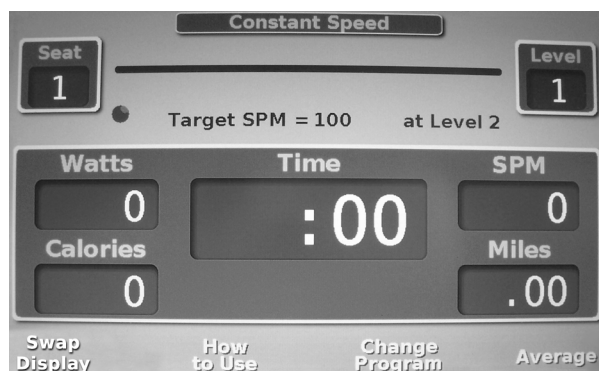 Constant Speed
Seat
1
Level
1
Target SPM = 100 at Level 2
Watts
0
Time
:00
SPM
0
Calories
0
Miles
.00
Swap
Display
How
to Use
Change
Program
Average